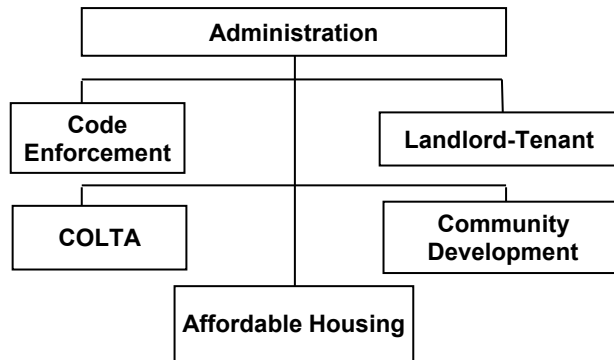 Administration
Code
Enforcement
Landlord-Tenant
COLTA
Community
Development
Affordable Housing